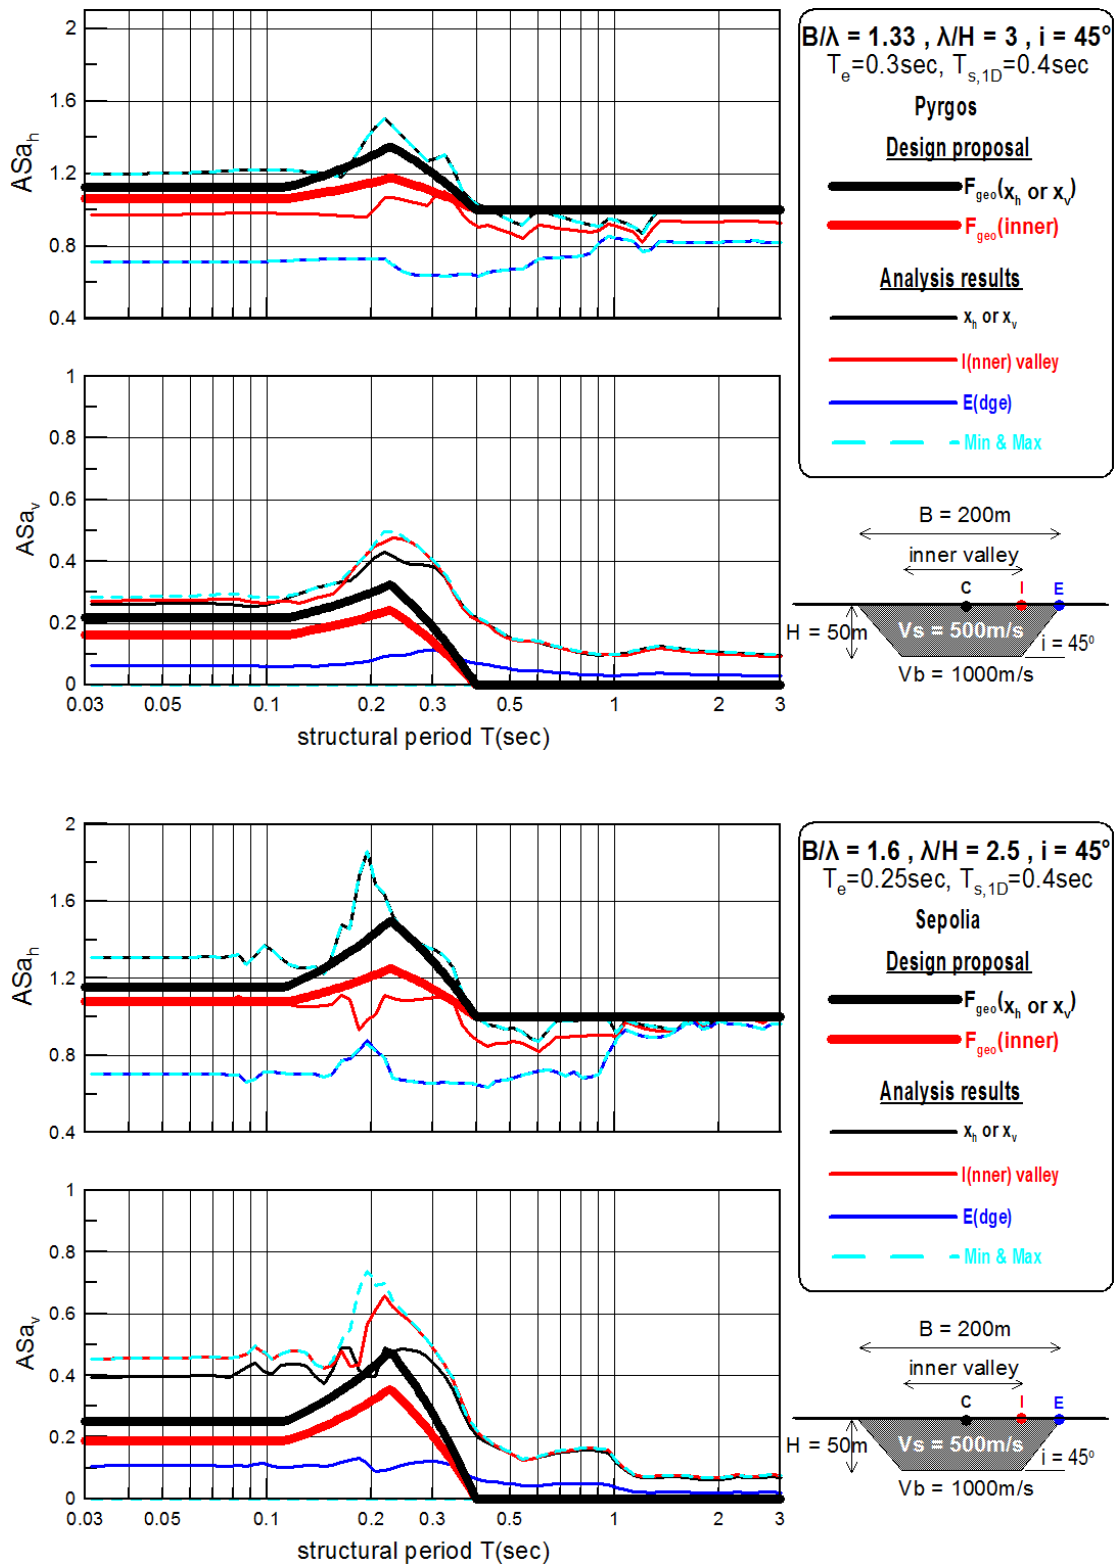 2
1.6
1.2
0.8
0.4
ASa_h
1
0.8
0.6
0.4
0.2
0
ASa_v
0.03 0.05 0.1 0.2 0.3 0.5 1 2 3
structural period T(sec)
B/λ = 1.33 , λ/H = 3 , i = 45º
T_e=0.3sec, T_s,1D=0.4sec
Pyrgos
Design proposal
F_geo(x_h or x_v)
F_geo(inner)
Analysis results
x_h or x_v
I(nner) valley
E(dge)
Min & Max
B = 200m
inner valley
C I E
H = 50m Vs = 500m/s i = 45º
Vb = 1000m/s
2
1.6
1.2
0.8
0.4
ASa_h
1
0.8
0.6
0.4
0.2
0
ASa_v
0.03 0.05 0.1 0.2 0.3 0.5 1 2 3
structural period T(sec)
B/λ = 1.6 , λ/H = 2.5 , i = 45º
T_e=0.25sec, T_s,1D=0.4sec
Sepolia
Design proposal
F_geo(x_h or x_v)
F_geo(inner)
Analysis results
x_h or x_v
I(nner) valley
E(dge)
Min & Max
B = 200m
inner valley
C I E
H = 50m Vs = 500m/s i = 45º
Vb = 1000m/s